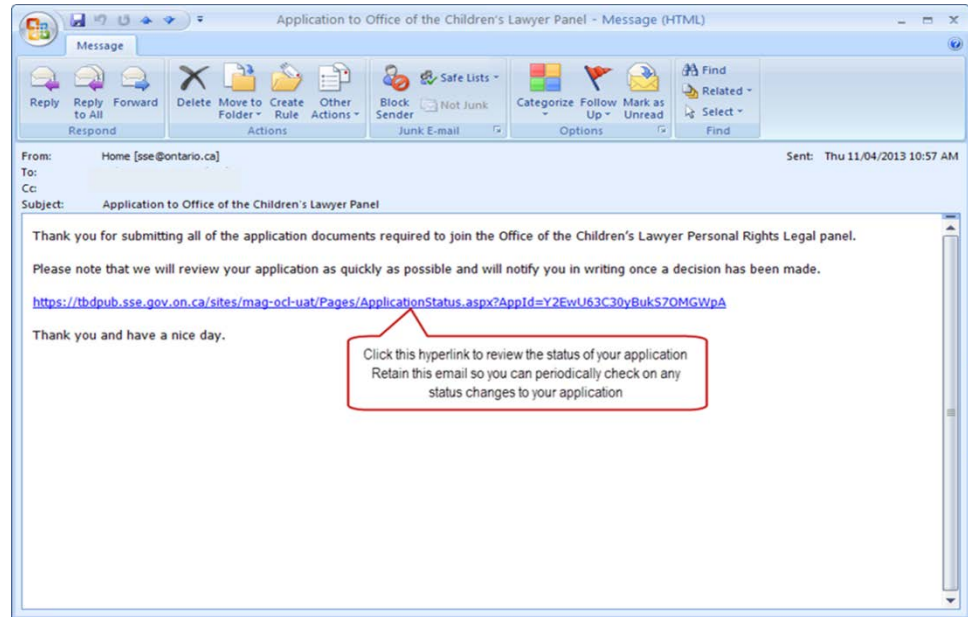 Application to Office of the Children's Lawyer Panel - Message (HTML)
Message
Reply
Reply to All
Forward
Respond
Delete
Move to Folder
Create Rule
Other Actions
Actions
Block Sender
Safe Lists
Not Junk
Junk E-mail
Categorize
Follow Up
Mark as Unread
Options
Find
Related
Select
Find
From: Home [sse@ontario.ca]
Sent: Thu 11/04/2013 10:57 AM
To:
Cc:
Subject: Application to Office of the Children's Lawyer Panel
Thank you for submitting all of the application documents required to join the Office of the Children's Lawyer Personal Rights Legal panel.
Please note that we will review your application as quickly as possible and will notify you in writing once a decision has been made.
https://tbdpub.sse.gov.on.ca/sites/mag-ocl-uat/Pages/ApplicationStatus.aspx?AppId=Y2EwU63C30yBukS7OMGWpA
Thank you and have a nice day.
Click this hyperlink to review the status of your application
Retain this email so you can periodically check on any
status changes to your application